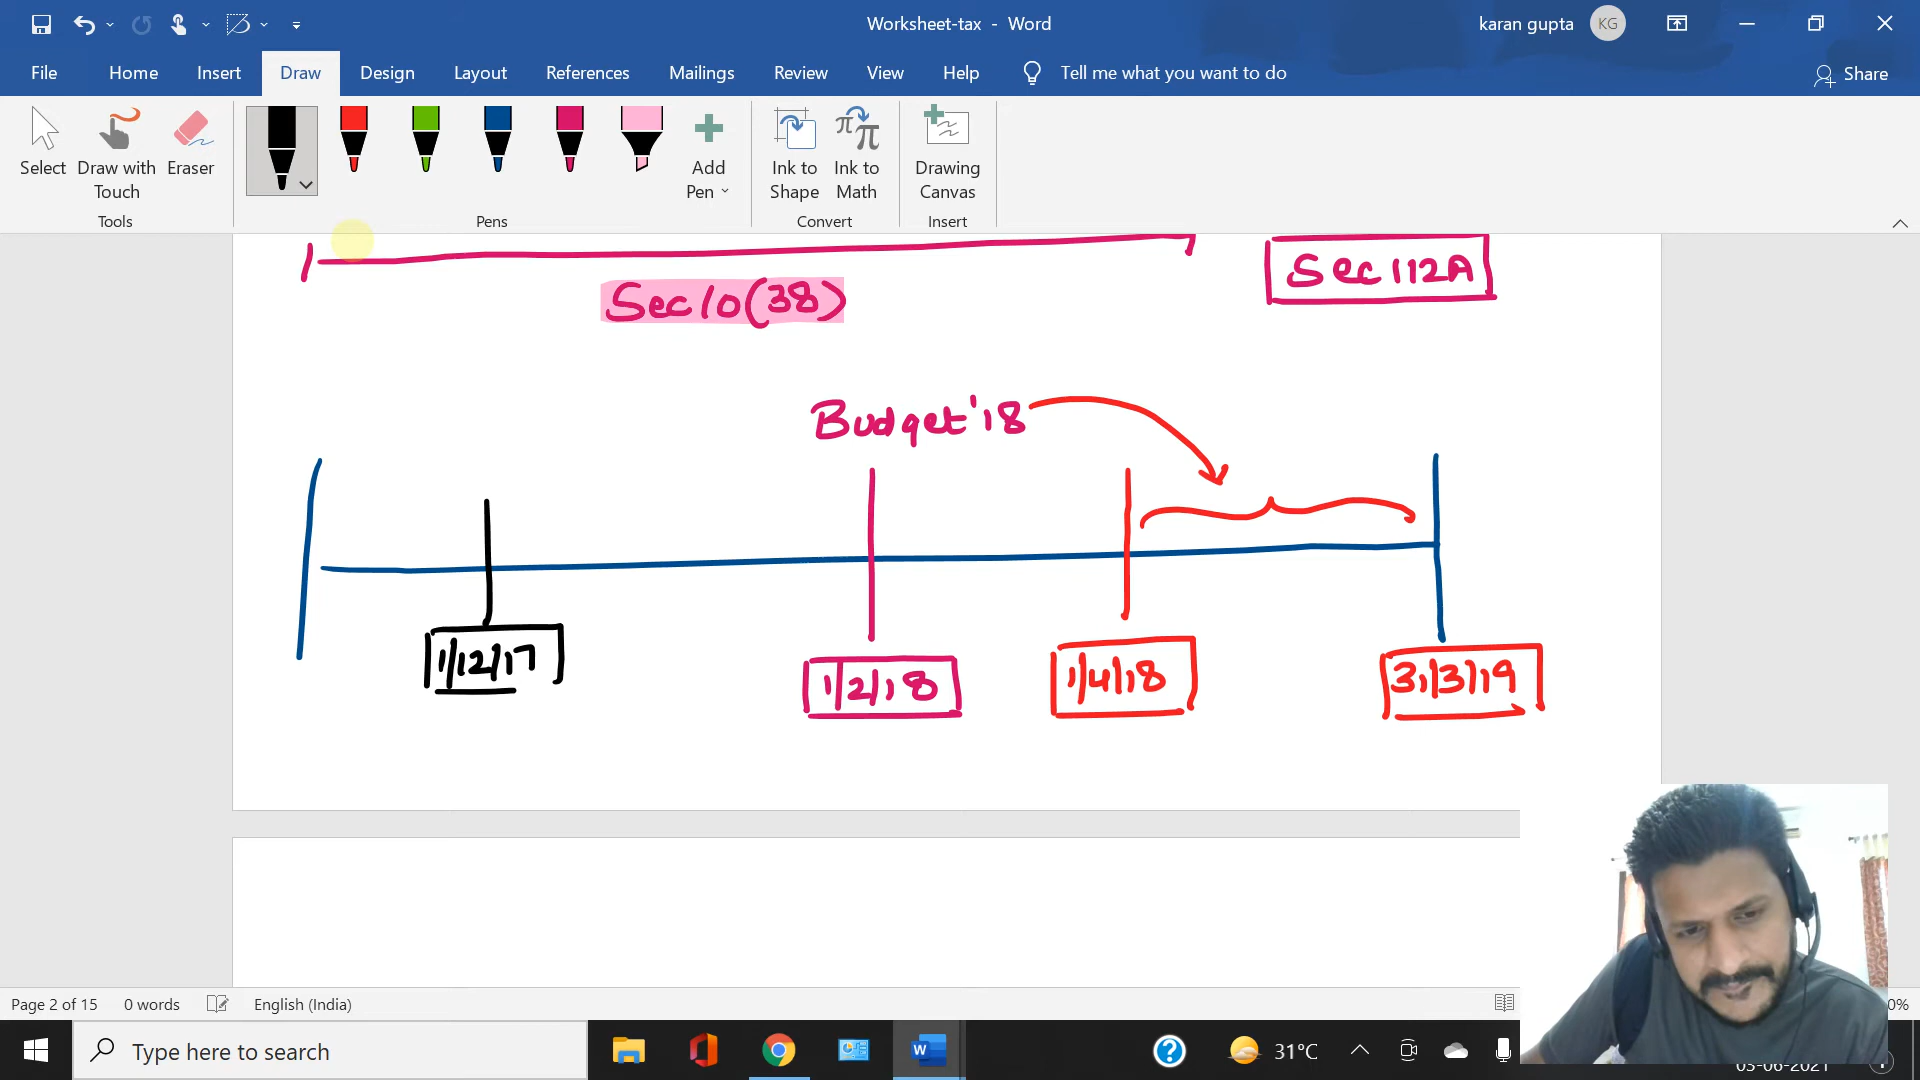 Worksheet-tax - Word
karan gupta
KG
File Home Insert Draw Design Layout References Mailings Review View Help Tell me what you want to do Share
Select
Draw with Touch
Eraser
Add Pen
Ink to Shape
Ink to Math
Drawing Canvas
Tools Pens Convert Insert
Sec 112A
Sec 10(38)
Budget '18
1/12/17
1/2/18
1/4/18
31/3/19
Page 2 of 15 0 words English (India)
0%
Type here to search
W
31°C
03-06-2021